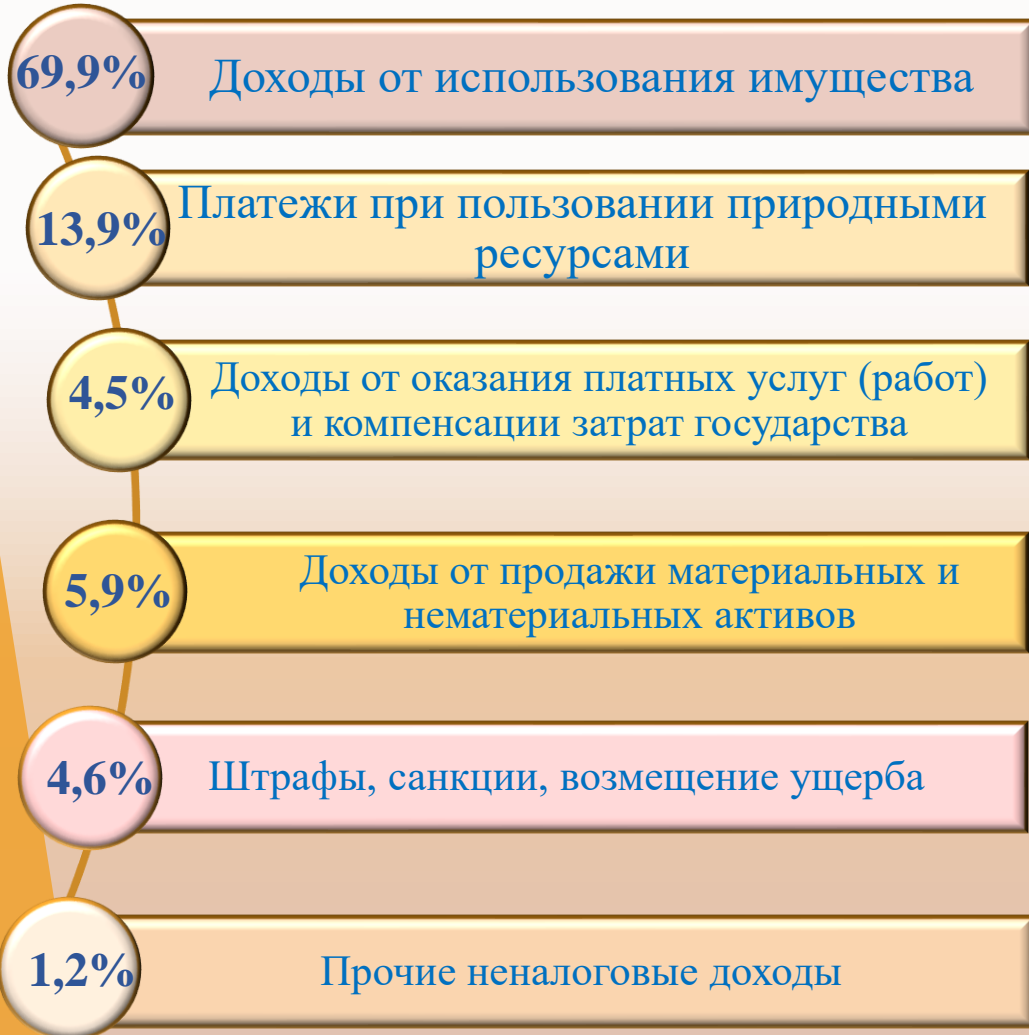 69,9%
Доходы от использования имущества
13,9%
Платежи при пользовании природными
ресурсами
4,5%
Доходы от оказания платных услуг (работ)
и компенсации затрат государства
5,9%
Доходы от продажи материальных и
нематериальных активов
4,6%
Штрафы, санкции, возмещение ущерба
1,2%
Прочие неналоговые доходы